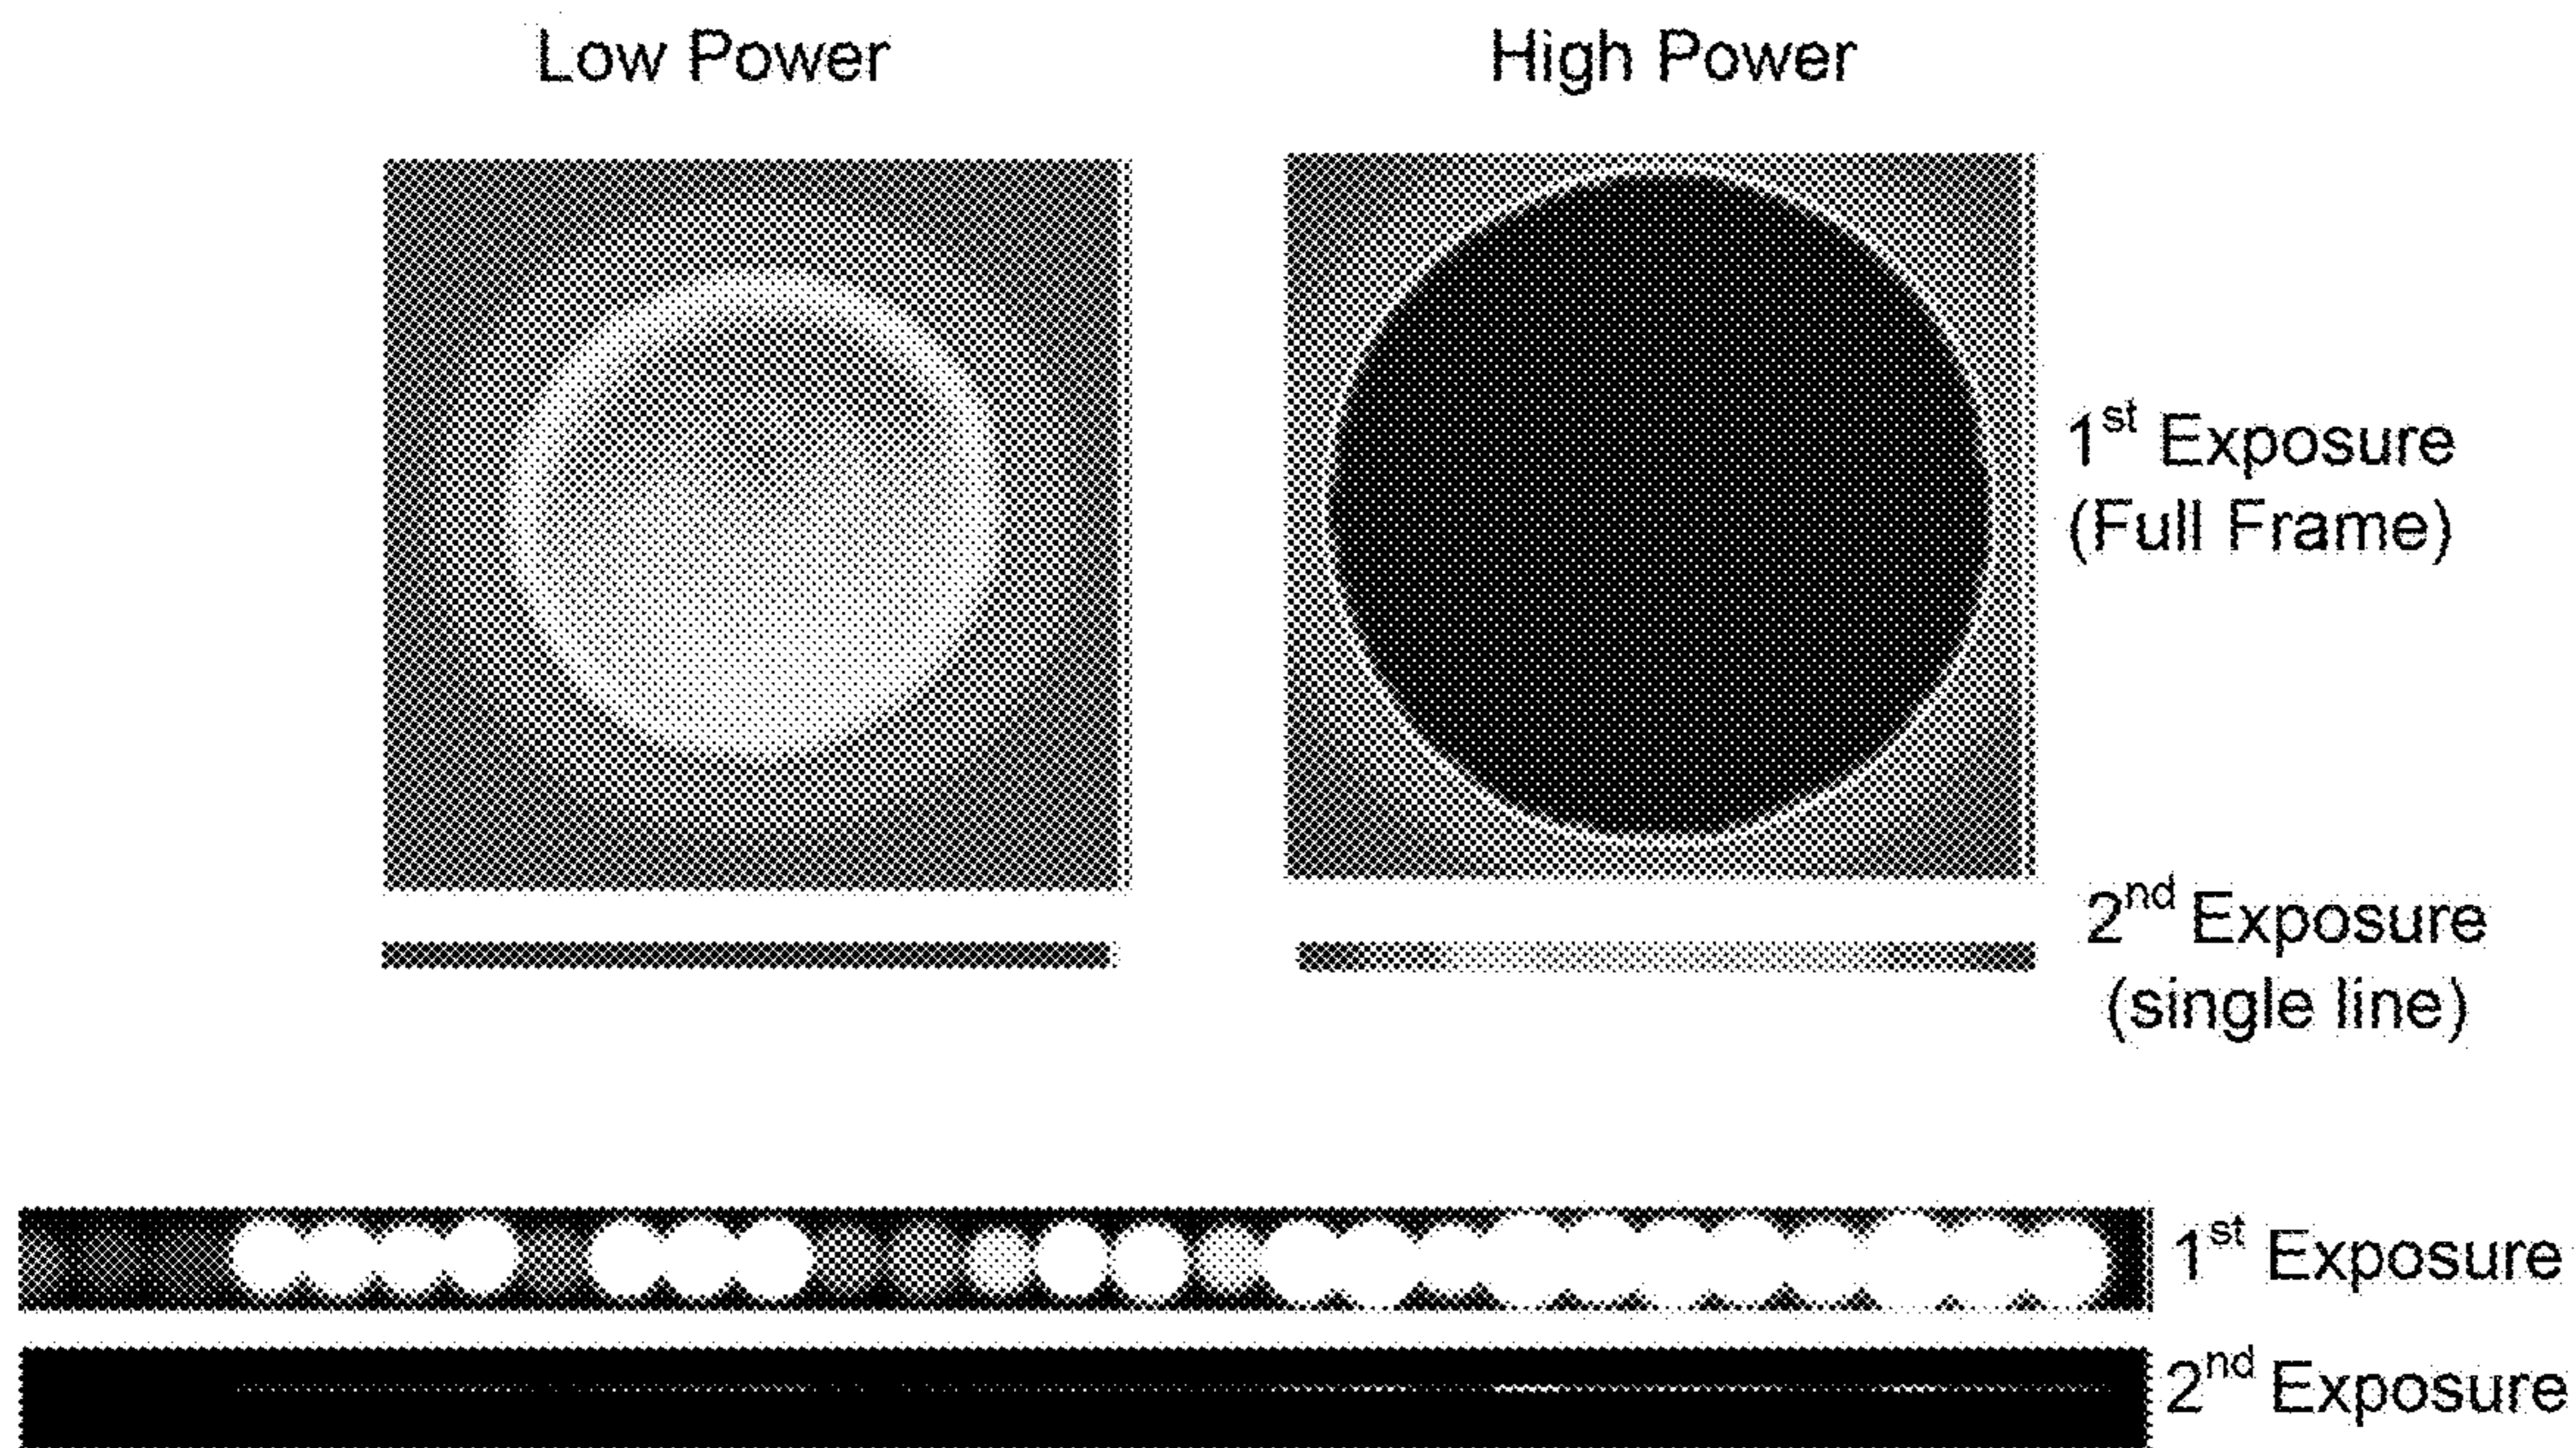 Low Power
High Power
1st Exposure
(Full Frame)
2nd Exposure
(single line)
1st Exposure
2nd Exposure